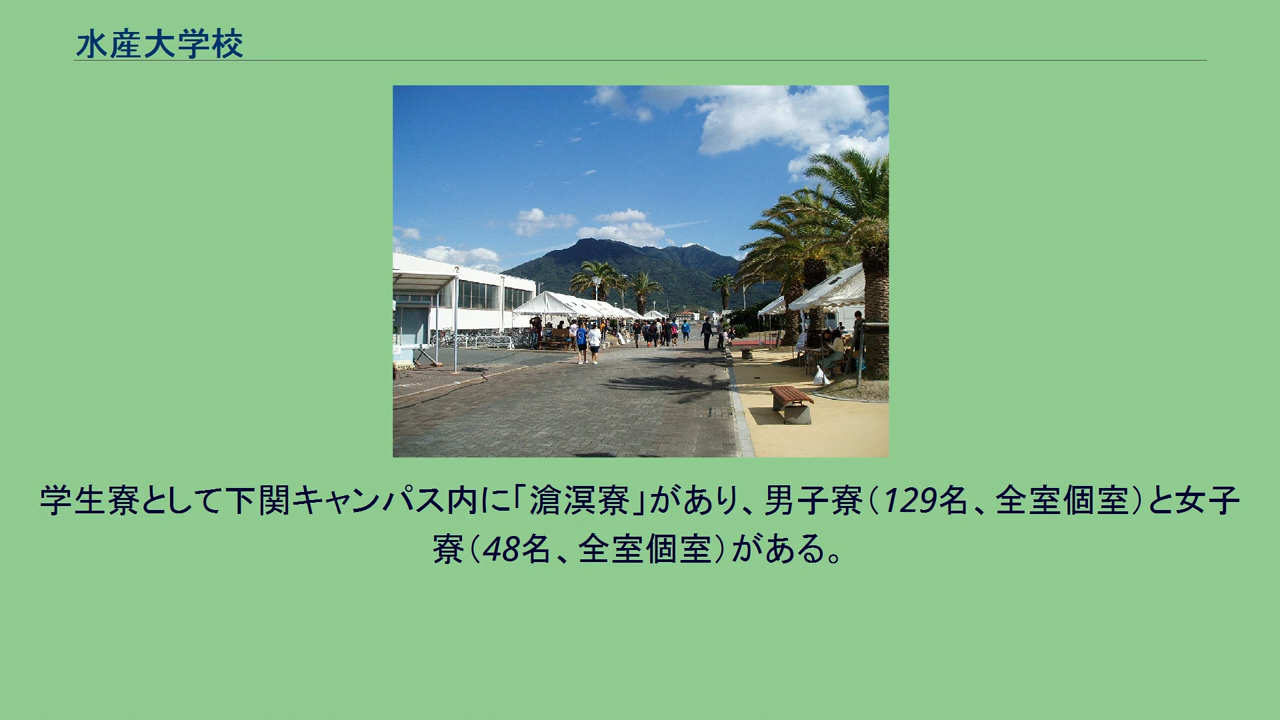 水産大学校
学生寮として下関キャンパス内に｢滄溟寮｣があり、男子寮（129名、全室個室）と女子
寮（48名、全室個室）がある。